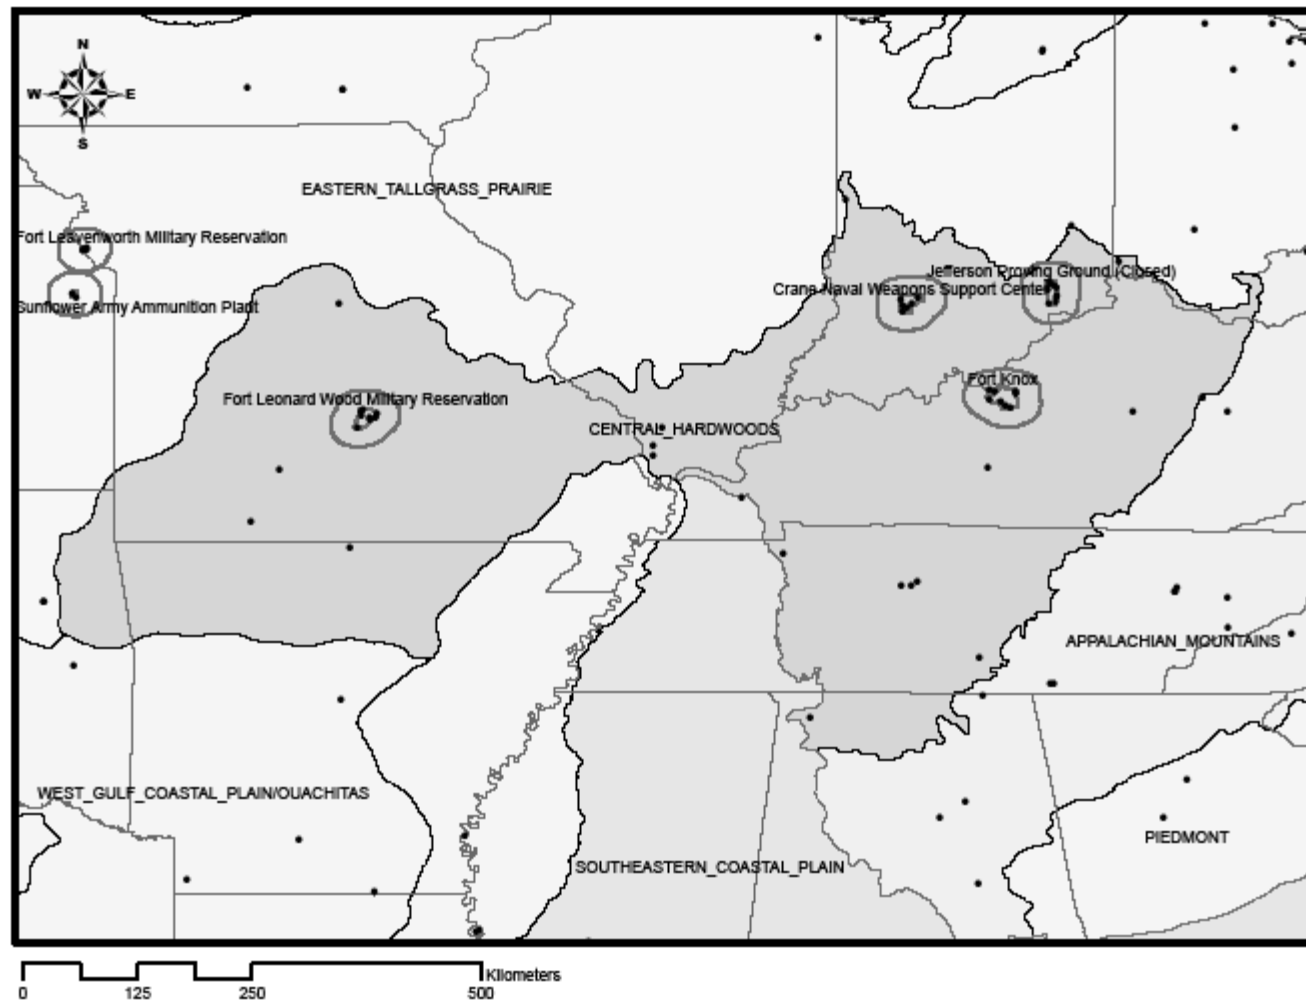 N
W E
S
EASTERN_TALLGRASS_PRAIRIE
Fort Leavenworth Military Reservation
Jefferson Proving Ground (Closed)
Crane Naval Weapons Support Center
Sunflower Army Ammunition Plant
Fort Knox
Fort Leonard Wood Military Reservation
CENTRAL_HARDWOODS
APPALACHIAN_MOUNTAINS
WEST_GULF_COASTAL_PLAIN/OUACHITAS
PIEDMONT
SOUTHEASTERN_COASTAL_PLAIN
Kilometers
0 125 250 500